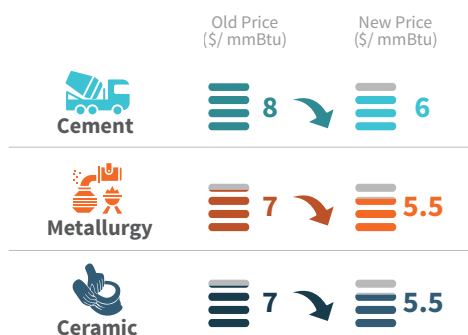 Old Price New Price
($/ mmBtu) ($/ mmBtu)
8 6
Cement
7 5.5
Metallurgy
7 5.5
Ceramic